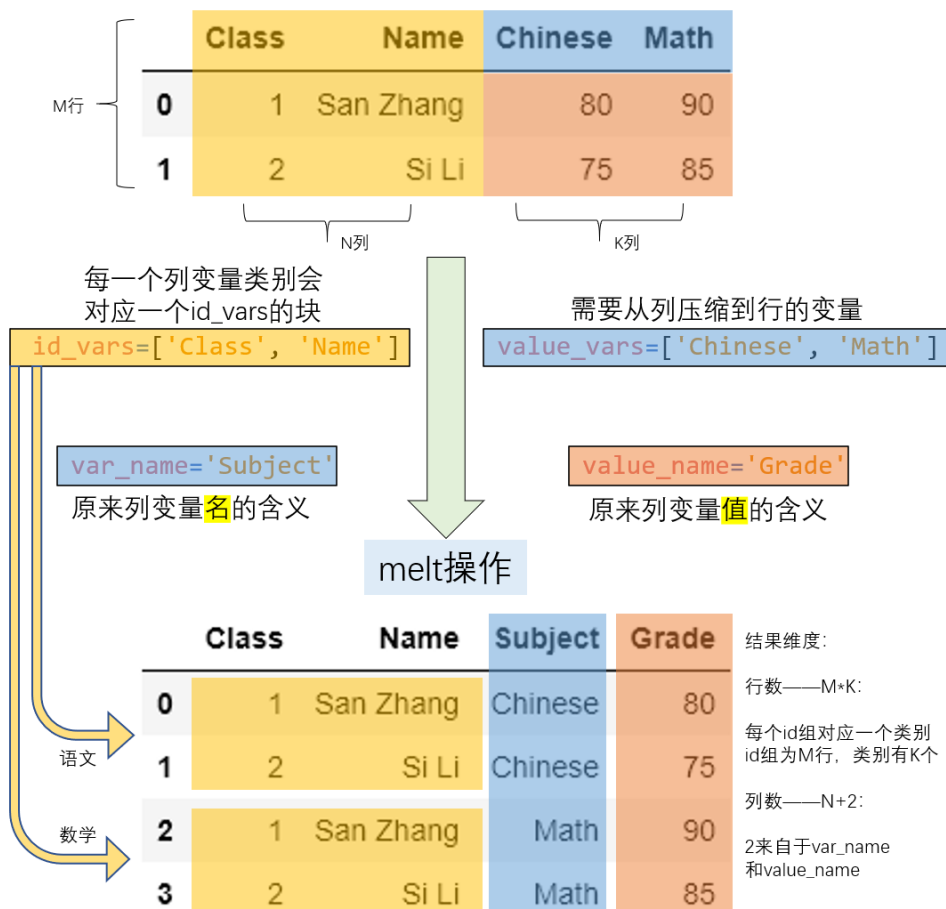 Class Name Chinese Math
M行
0 1 San Zhang 80 90
1 2 Si Li 75 85
N列
K列
每一个列变量类别会
对应一个id_vars的块
id_vars=['Class', 'Name']
需要从列压缩到行的变量
value_vars=['Chinese', 'Math']
var_name='Subject'
原来列变量名的含义
value_name='Grade'
原来列变量值的含义
melt操作
Class Name Subject Grade
0 1 San Zhang Chinese 80
1 2 Si Li Chinese 75
2 1 San Zhang Math 90
3 2 Si Li Math 85
语文
数学
结果维度：
行数——M*K：
每个id组对应一个类别
id组为M行，类别有K个
列数——N+2：
2来自于var_name
和value_name